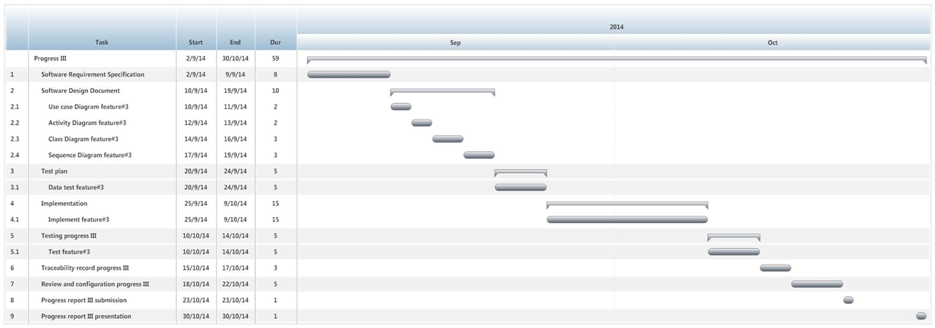 2014
Task Start End Dur Sep Oct
Progress III 2/9/14 30/10/14 59
1 Software Requirement Specification 2/9/14 9/9/14 8
2 Software Design Document 10/9/14 19/9/14 10
2.1 Use case Diagram feature#3 10/9/14 11/9/14 2
2.2 Activity Diagram feature#3 12/9/14 13/9/14 2
2.3 Class Diagram feature#3 14/9/14 16/9/14 3
2.4 Sequence Diagram feature#3 17/9/14 19/9/14 3
3 Test plan 20/9/14 24/9/14 5
3.1 Data test feature#3 20/9/14 24/9/14 5
4 Implementation 25/9/14 9/10/14 15
4.1 Implement feature#3 25/9/14 9/10/14 15
5 Testing progress III 10/10/14 14/10/14 5
5.1 Test feature#3 10/10/14 14/10/14 5
6 Traceability record progress III 15/10/14 17/10/14 3
7 Review and configuration progress III 18/10/14 22/10/14 5
8 Progress report III submission 23/10/14 23/10/14 1
9 Progress report III presentation 30/10/14 30/10/14 1